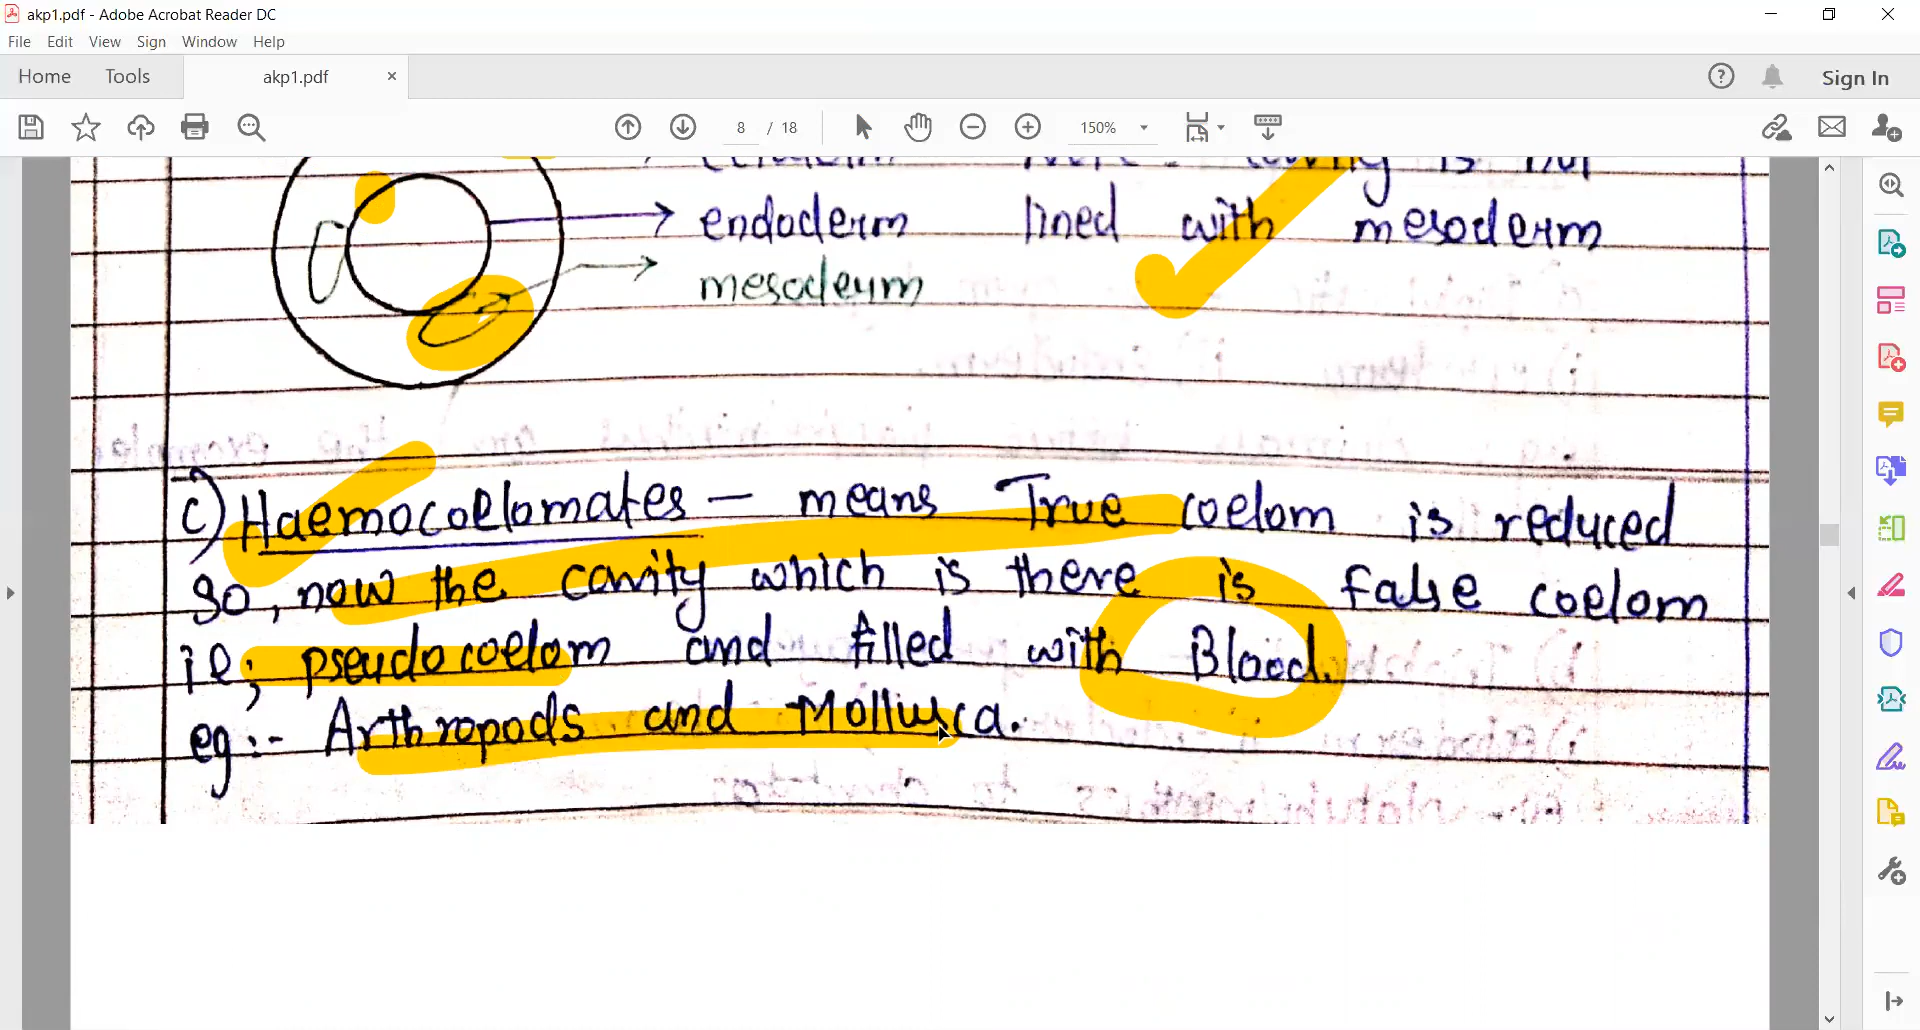 akp1.pdf - Adobe Acrobat Reader DC
File Edit View Sign Window Help
Home Tools akp1.pdf Sign In
8 / 18 150%
endoderm lined with mesoderm
mesoderm
c) Haemocoelomates — means True coelom is reduced
so, now the cavity which is there is false coelom
ie; pseudocoelom and filled with Blood.
eg:- Arthropods and Mollusca.